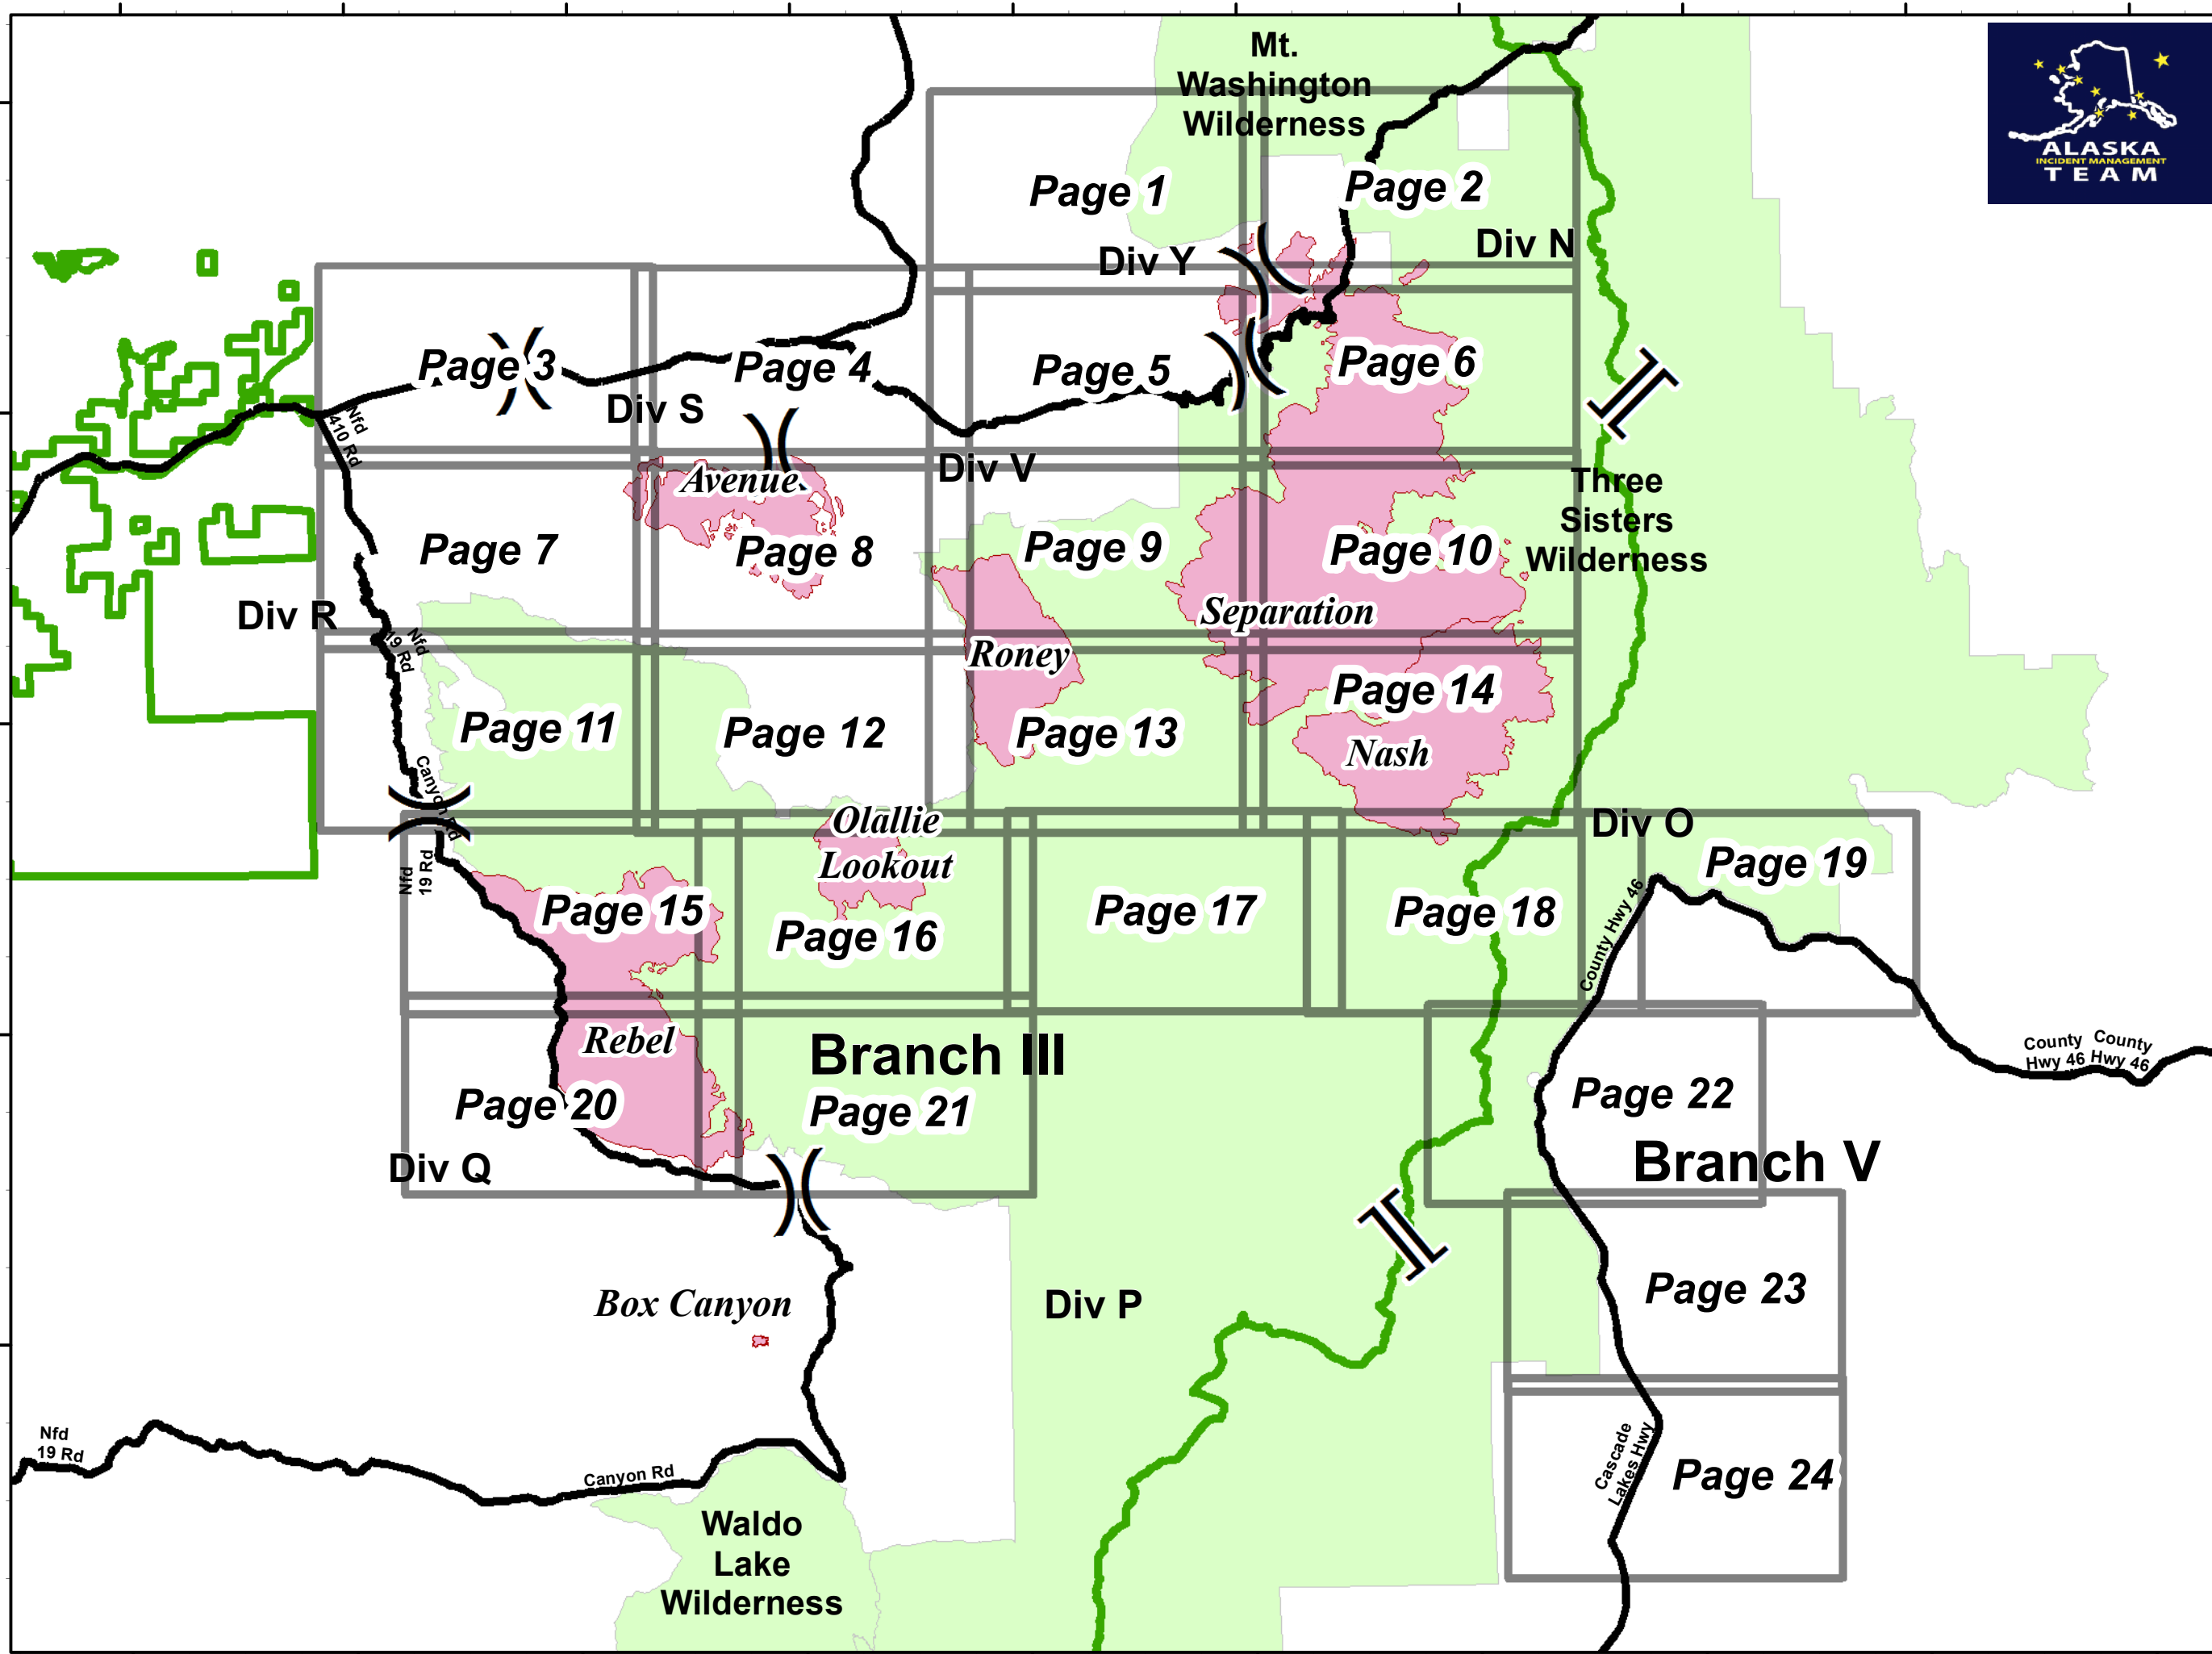 Mt.
Washington
Wilderness
ALASKA
INCIDENT MANAGEMENT
TEAM
Page 1
Page 2
Div Y
Div N
Page 3
Page 4
Page 5
Page 6
Div S
Nfd
410 Rd
Div V
Avenue
Three
Sisters
Wilderness
Page 7
Page 8
Page 9
Page 10
Div R
Separation
Nfd
19 Rd
Roney
Page 11
Page 12
Page 13
Page 14
Nash
Canyon Rd
Olallie
Lookout
Div O
Page 19
Nfd
19 Rd
Page 15
Page 16
Page 17
Page 18
County Hwy 46
Rebel
Branch III
County
Hwy 46
County
Hwy 46
Page 20
Page 21
Page 22
Div Q
Branch V
Box Canyon
Div P
Page 23
Nfd
19 Rd
Canyon Rd
Cascade
Lakes Hwy
Page 24
Waldo
Lake
Wilderness